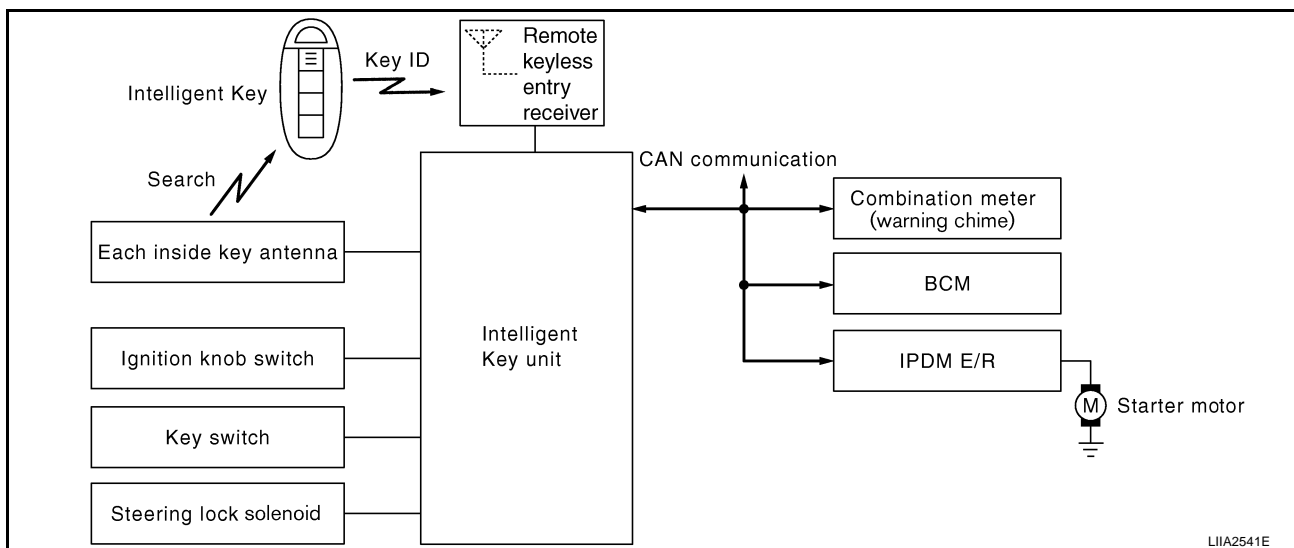 Remote
keyless
entry
receiver
Key ID
Intelligent Key
Search
CAN communication
Each inside key antenna
Combination meter
(warning chime)
BCM
Ignition knob switch
Intelligent
Key unit
IPDM E/R
M
Starter motor
Key switch
Steering lock solenoid
LIIA2541E